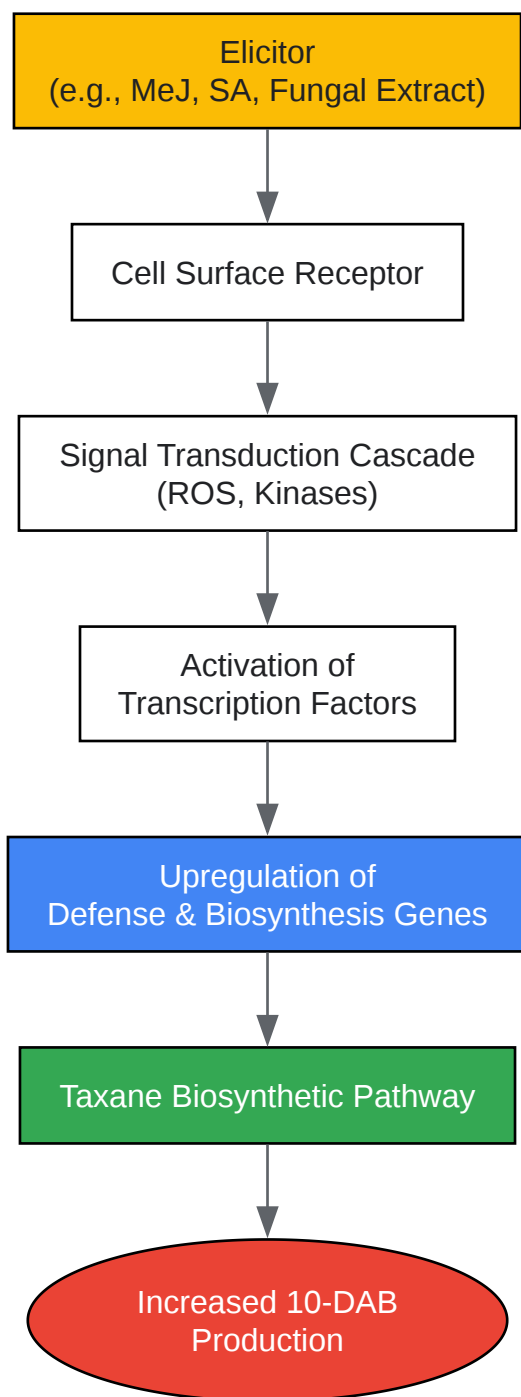 Elicitor
(e.g., MeJ, SA, Fungal Extract)
Cell Surface Receptor
Signal Transduction Cascade
(ROS, Kinases)
Activation of
Transcription Factors
Upregulation of
Defense & Biosynthesis Genes
Taxane Biosynthetic Pathway
Increased 10-DAB
Production